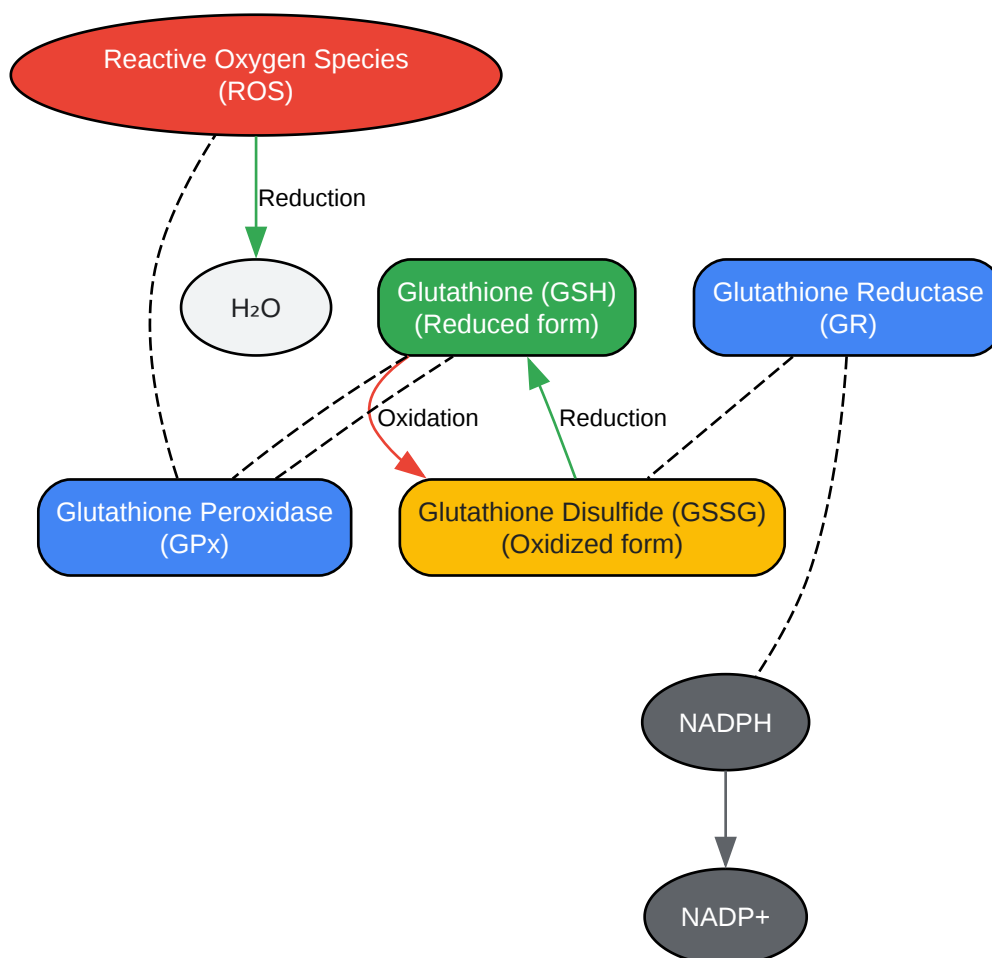 Reactive Oxygen Species
(ROS)
Reduction
H₂O
Glutathione (GSH)
(Reduced form)
Glutathione Reductase
(GR)
Oxidation
Reduction
Glutathione Peroxidase
(GPx)
Glutathione Disulfide (GSSG)
(Oxidized form)
NADPH
NADP+